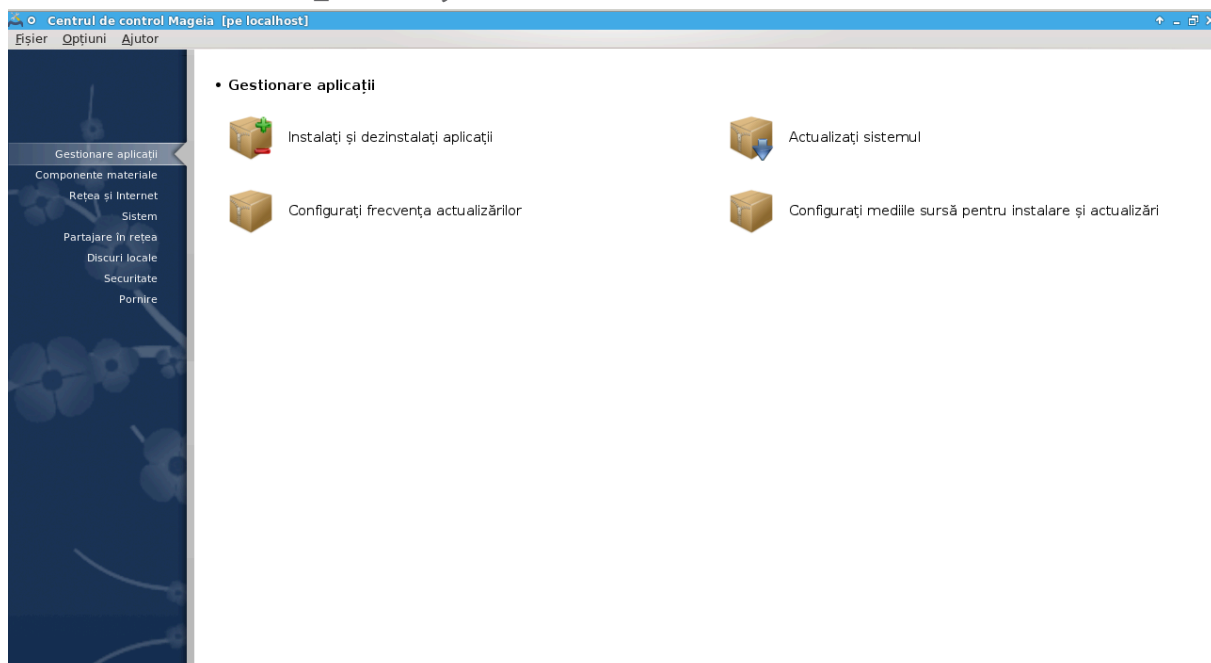 Centrul de control Mageia [pe localhost]
Fișier Opțiuni Ajutor
• Gestionare aplicații
Instalați și dezinstalați aplicații
Actualizați sistemul
Configurați frecvența actualizărilor
Configurați mediile sursă pentru instalare și actualizări
Gestionare aplicații
Componente materiale
Rețea și Internet
Sistem
Partajare în rețea
Discuri locale
Securitate
Pornire